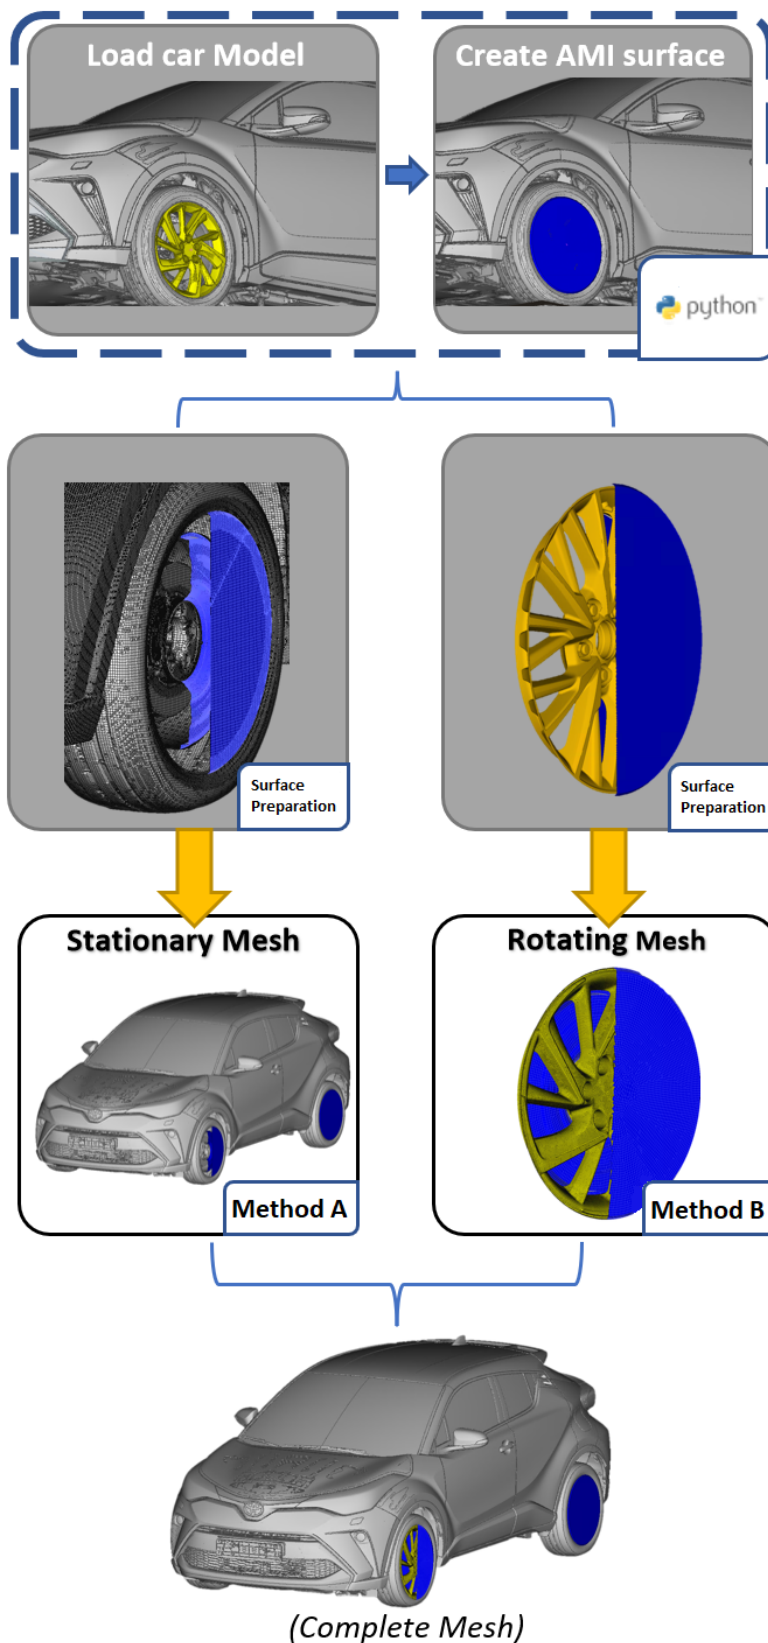 Load car Model
Create AMI surface
python
Surface
Preparation
Surface
Preparation
Stationary Mesh
Rotating Mesh
Method A
Method B
(Complete Mesh)